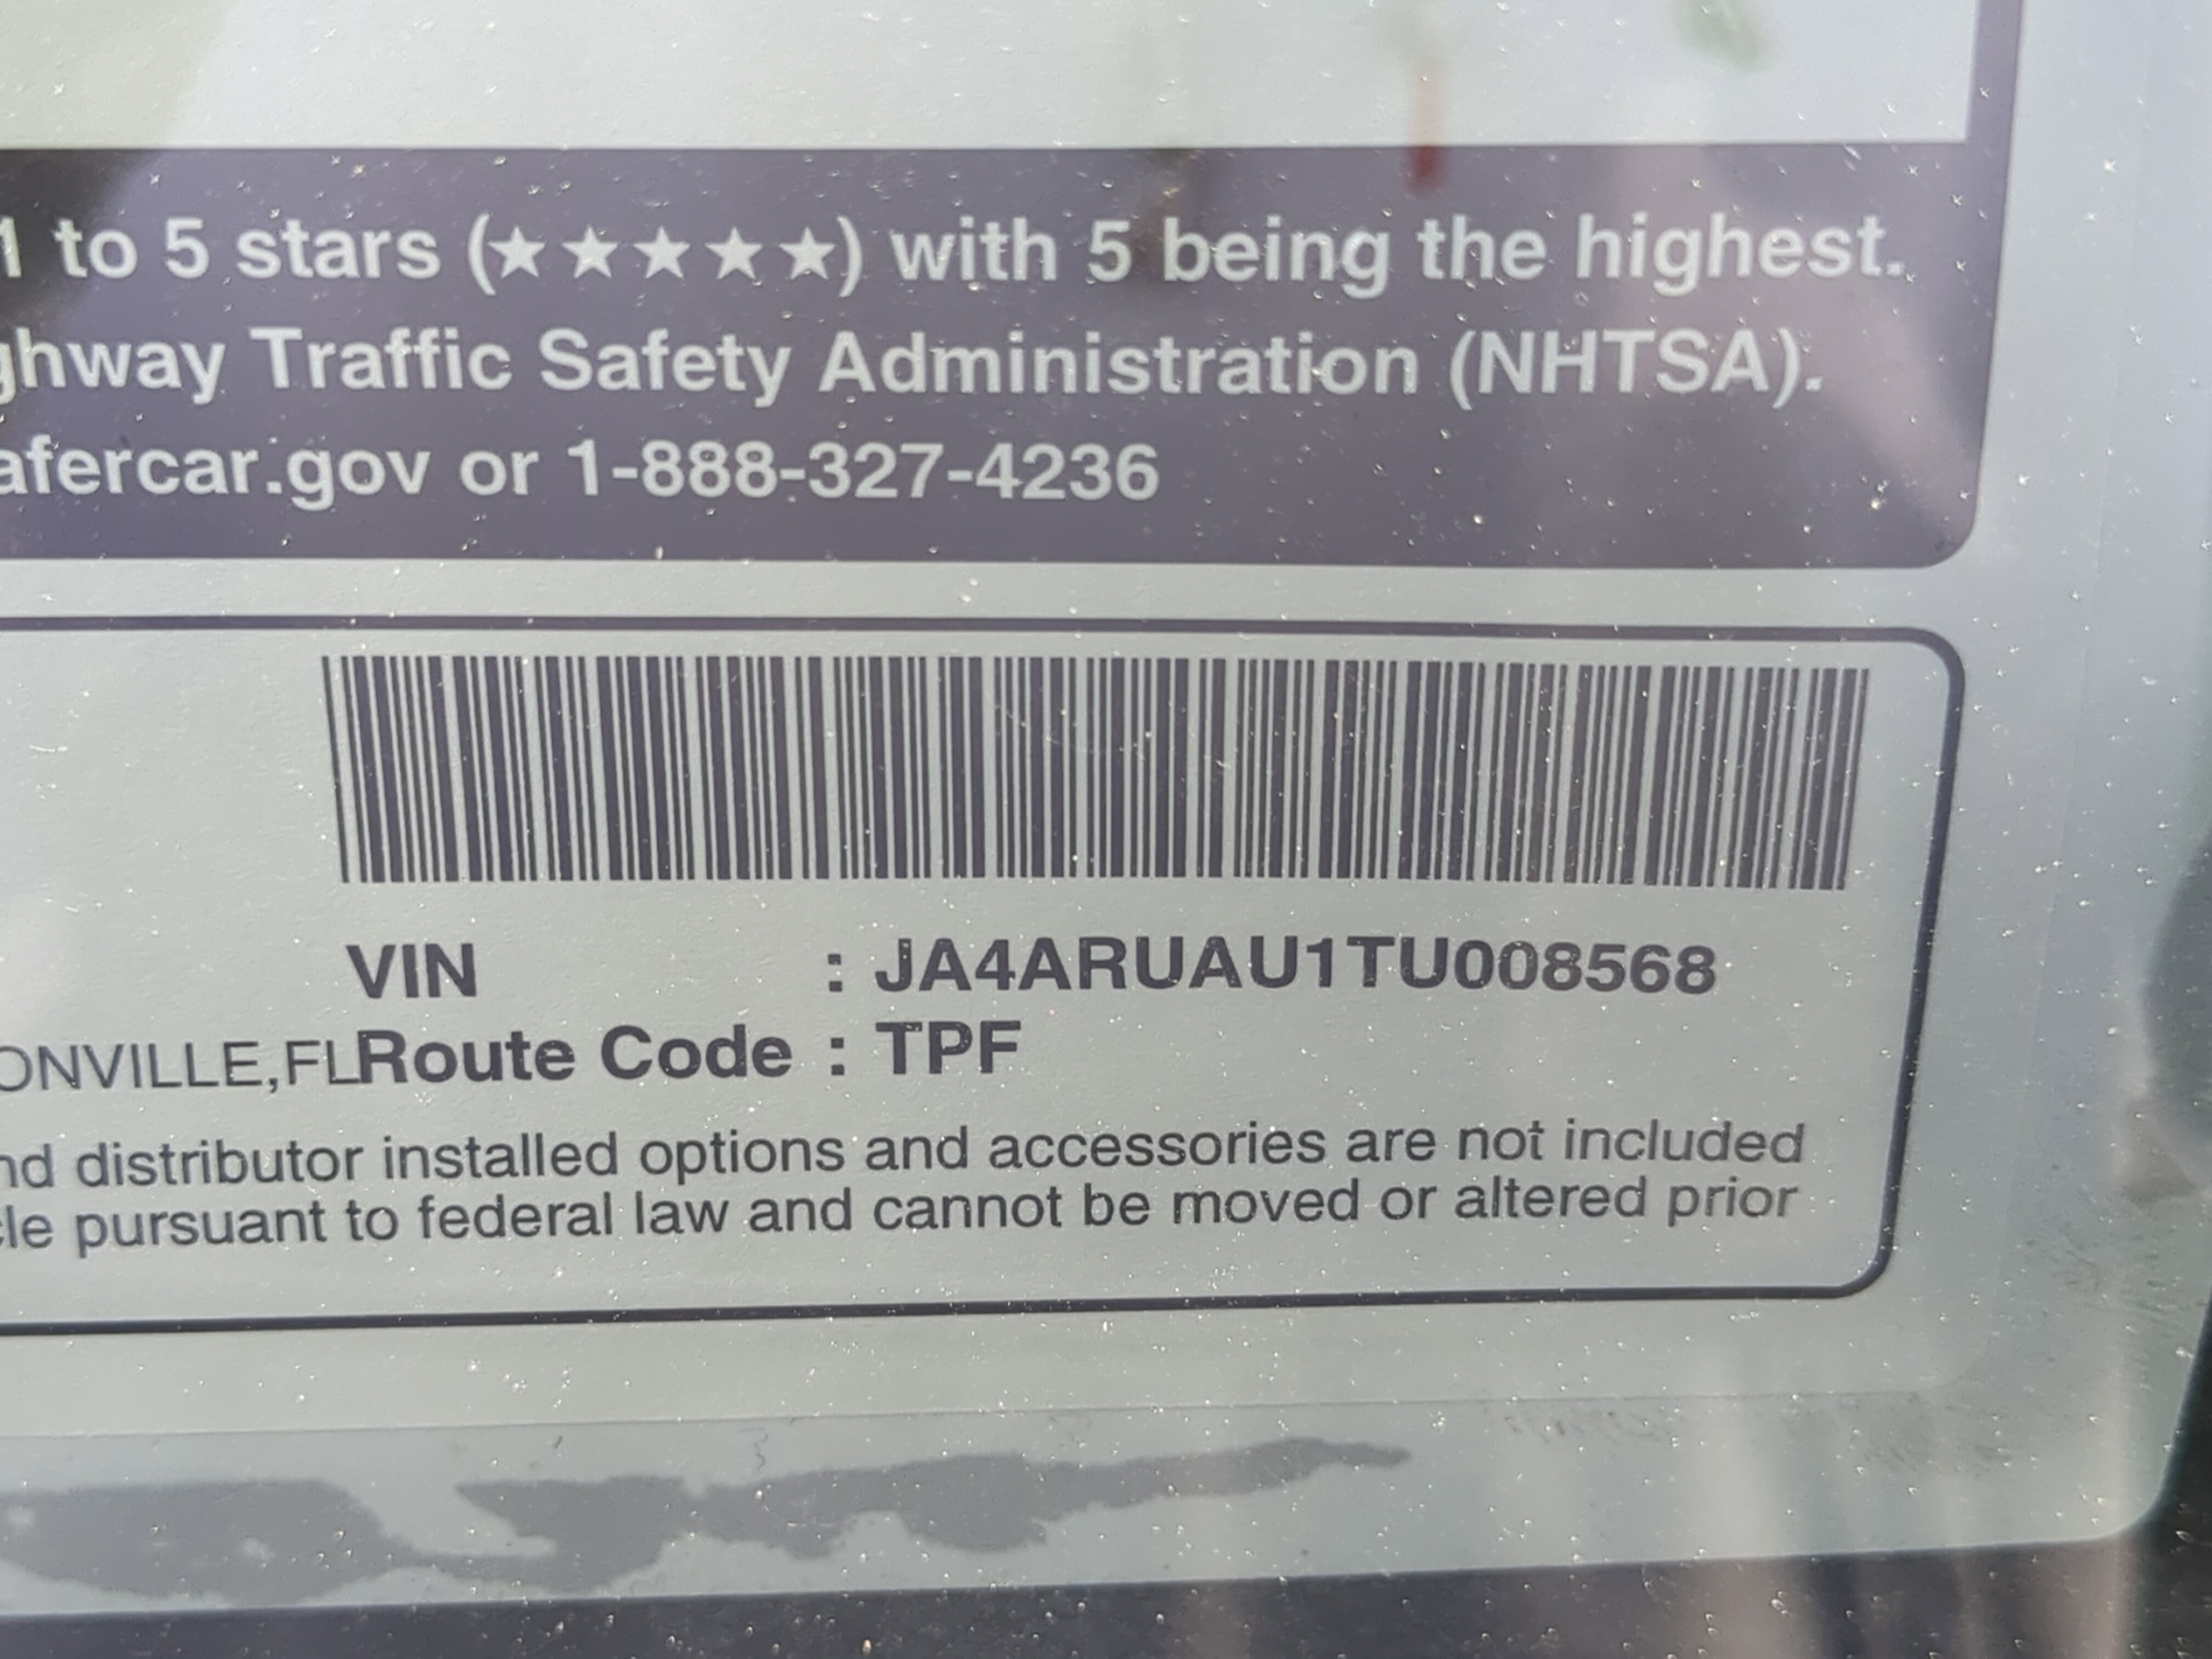 1 to 5 stars (★★★★★) with 5 being the highest.
ghway Traffic Safety Administration (NHTSA).
afercar.gov or 1-888-327-4236
VIN : JA4ARUAU1TU008568
ONVILLE,FL Route Code : TPF
nd distributor installed options and accessories are not included
cle pursuant to federal law and cannot be moved or altered prior